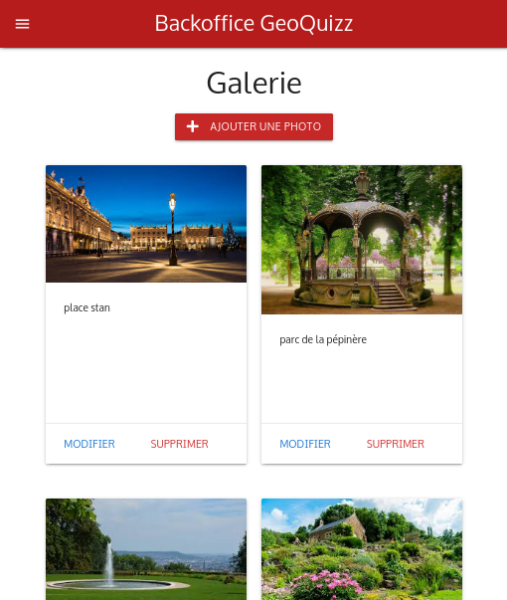 Backoffice GeoQuizz
Galerie
AJOUTER UNE PHOTO
place stan
parc de la pépinère
MODIFIER SUPPRIMER
MODIFIER SUPPRIMER